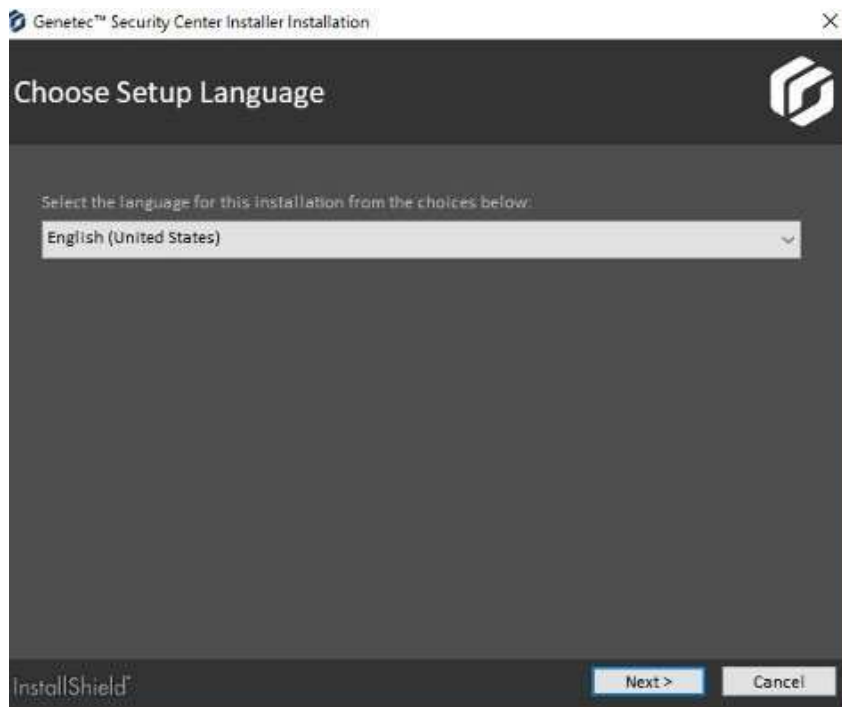 Genetec™ Security Center Installer Installation
Choose Setup Language
Select the language for this installation from the choices below.
English (United States)
InstallShield
Next >
Cancel